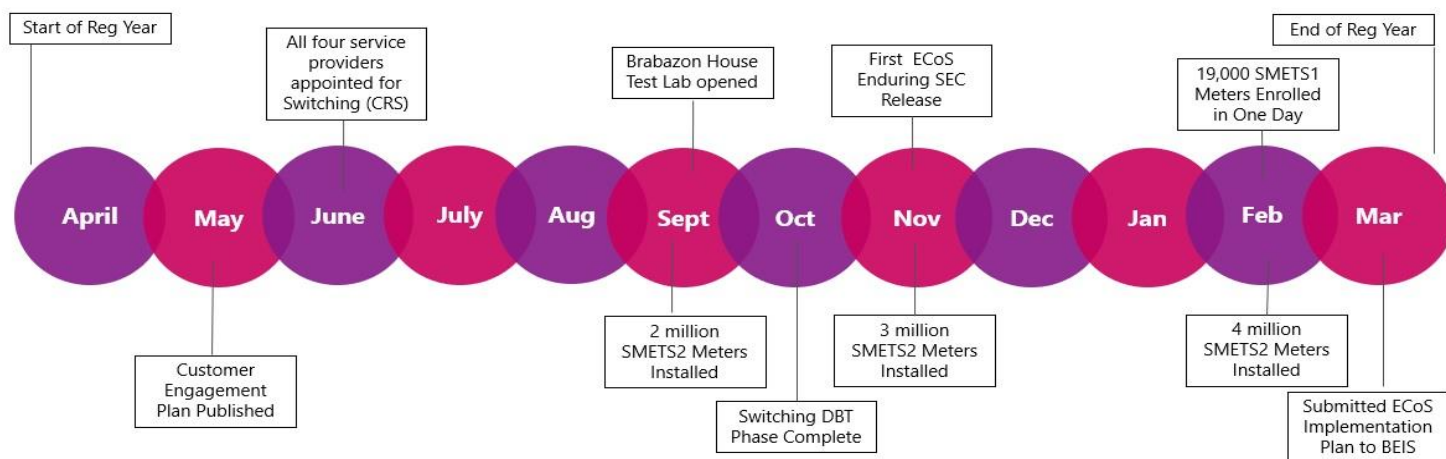 Start of Reg Year
All four service
providers
appointed for
Switching (CRS)
Brabazon House
Test Lab opened
First ECoS
Enduring SEC
Release
19,000 SMETS1
Meters Enrolled
in One Day
End of Reg Year
April
May
June
July
Aug
Sept
Oct
Nov
Dec
Jan
Feb
Mar
Customer
Engagement
Plan Published
2 million
SMETS2 Meters
Installed
Switching DBT
Phase Complete
3 million
SMETS2 Meters
Installed
4 million
SMETS2 Meters
Installed
Submitted ECoS
Implementation
Plan to BEIS